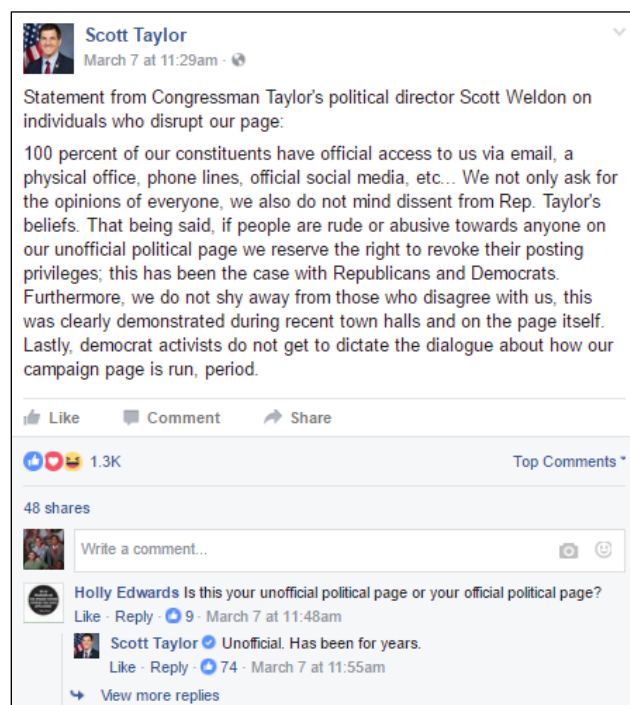 Scott Taylor
March 7 at 11:29am ·
Statement from Congressman Taylor's political director Scott Weldon on
individuals who disrupt our page:
100 percent of our constituents have official access to us via email, a
physical office, phone lines, official social media, etc... We not only ask for
the opinions of everyone, we also do not mind dissent from Rep. Taylor's
beliefs. That being said, if people are rude or abusive towards anyone on
our unofficial political page we reserve the right to revoke their posting
privileges; this has been the case with Republicans and Democrats.
Furthermore, we do not shy away from those who disagree with us, this
was clearly demonstrated during recent town halls and on the page itself.
Lastly, democrat activists do not get to dictate the dialogue about how our
campaign page is run, period.
Like Comment Share
1.3K Top Comments
48 shares
Write a comment...
Holly Edwards Is this your unofficial political page or your official political page?
Like · Reply · 9 · March 7 at 11:48am
Scott Taylor Unofficial. Has been for years.
Like · Reply · 74 · March 7 at 11:55am
View more replies